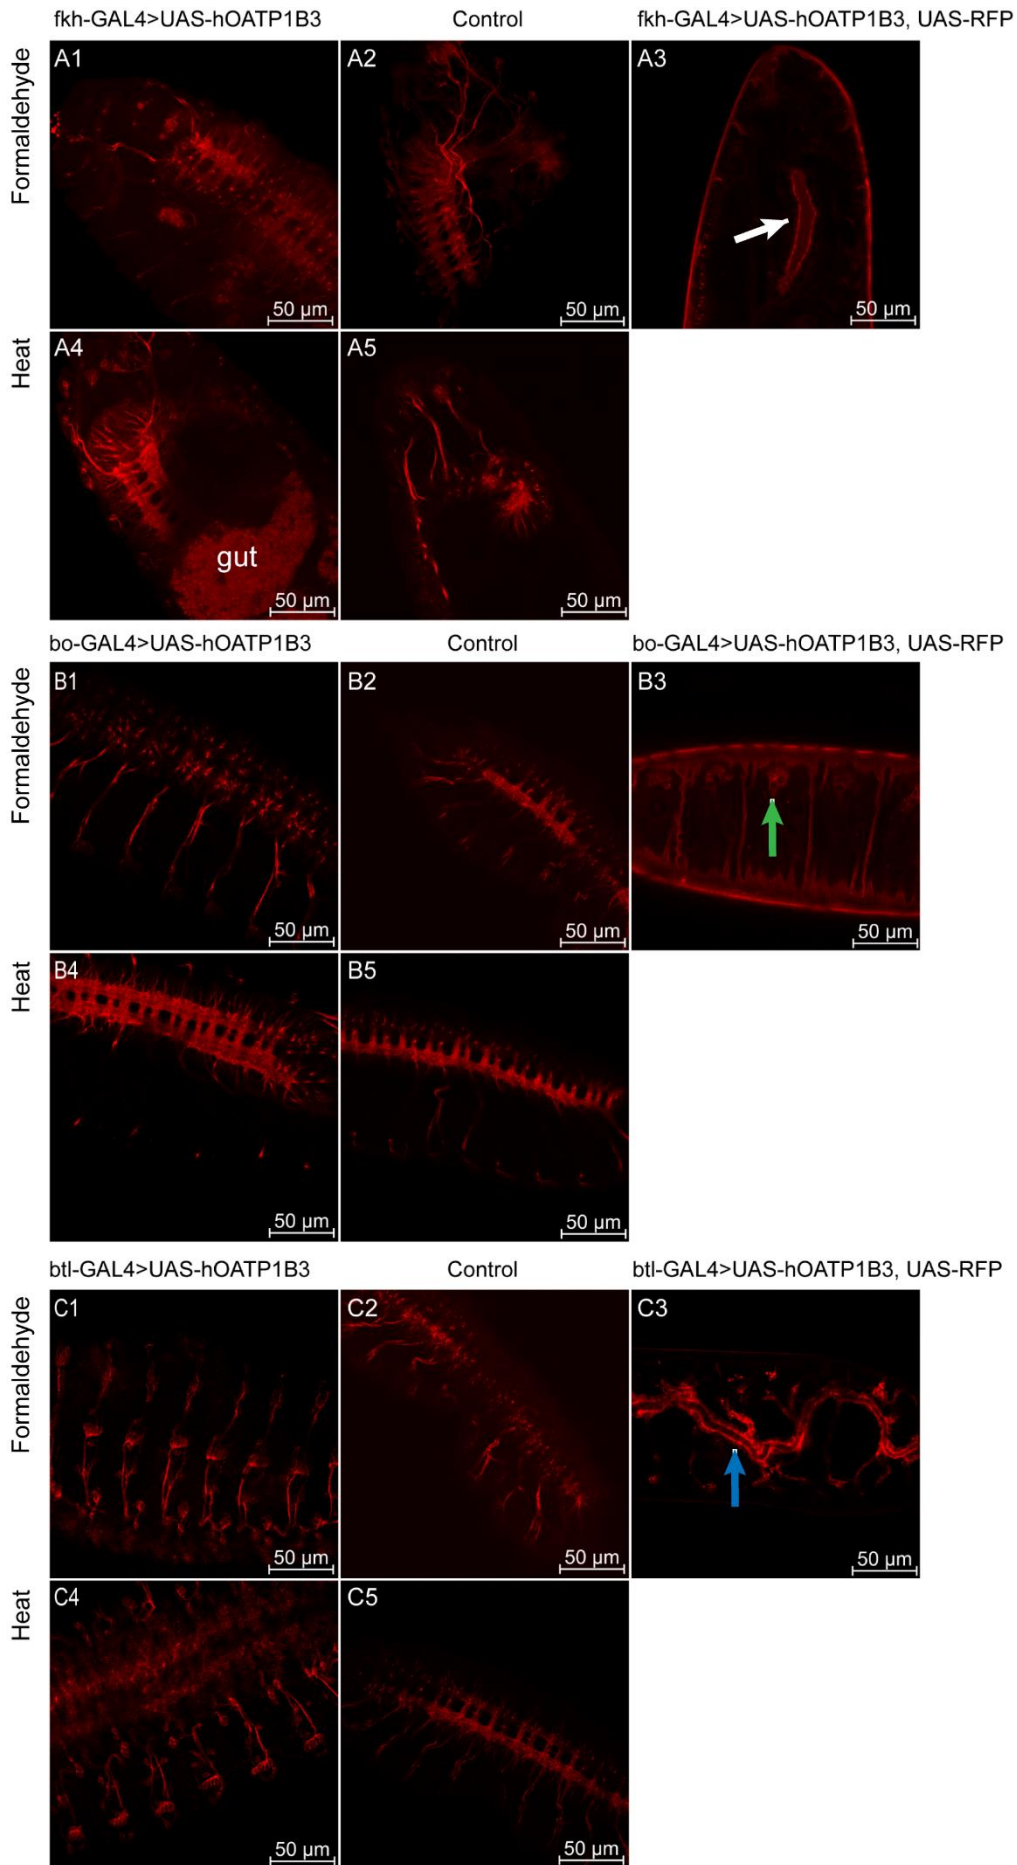 fkh-GAL4>UAS-hOATP1B3 Control fkh-GAL4>UAS-hOATP1B3, UAS-RFP
Formaldehyde
A1 A2 A3
50 µm 50 µm 50 µm
Heat
A4 A5
gut
50 µm 50 µm
bo-GAL4>UAS-hOATP1B3 Control bo-GAL4>UAS-hOATP1B3, UAS-RFP
Formaldehyde
B1 B2 B3
50 µm 50 µm 50 µm
Heat
B4 B5
50 µm 50 µm
btl-GAL4>UAS-hOATP1B3 Control btl-GAL4>UAS-hOATP1B3, UAS-RFP
Formaldehyde
C1 C2 C3
50 µm 50 µm 50 µm
Heat
C4 C5
50 µm 50 µm